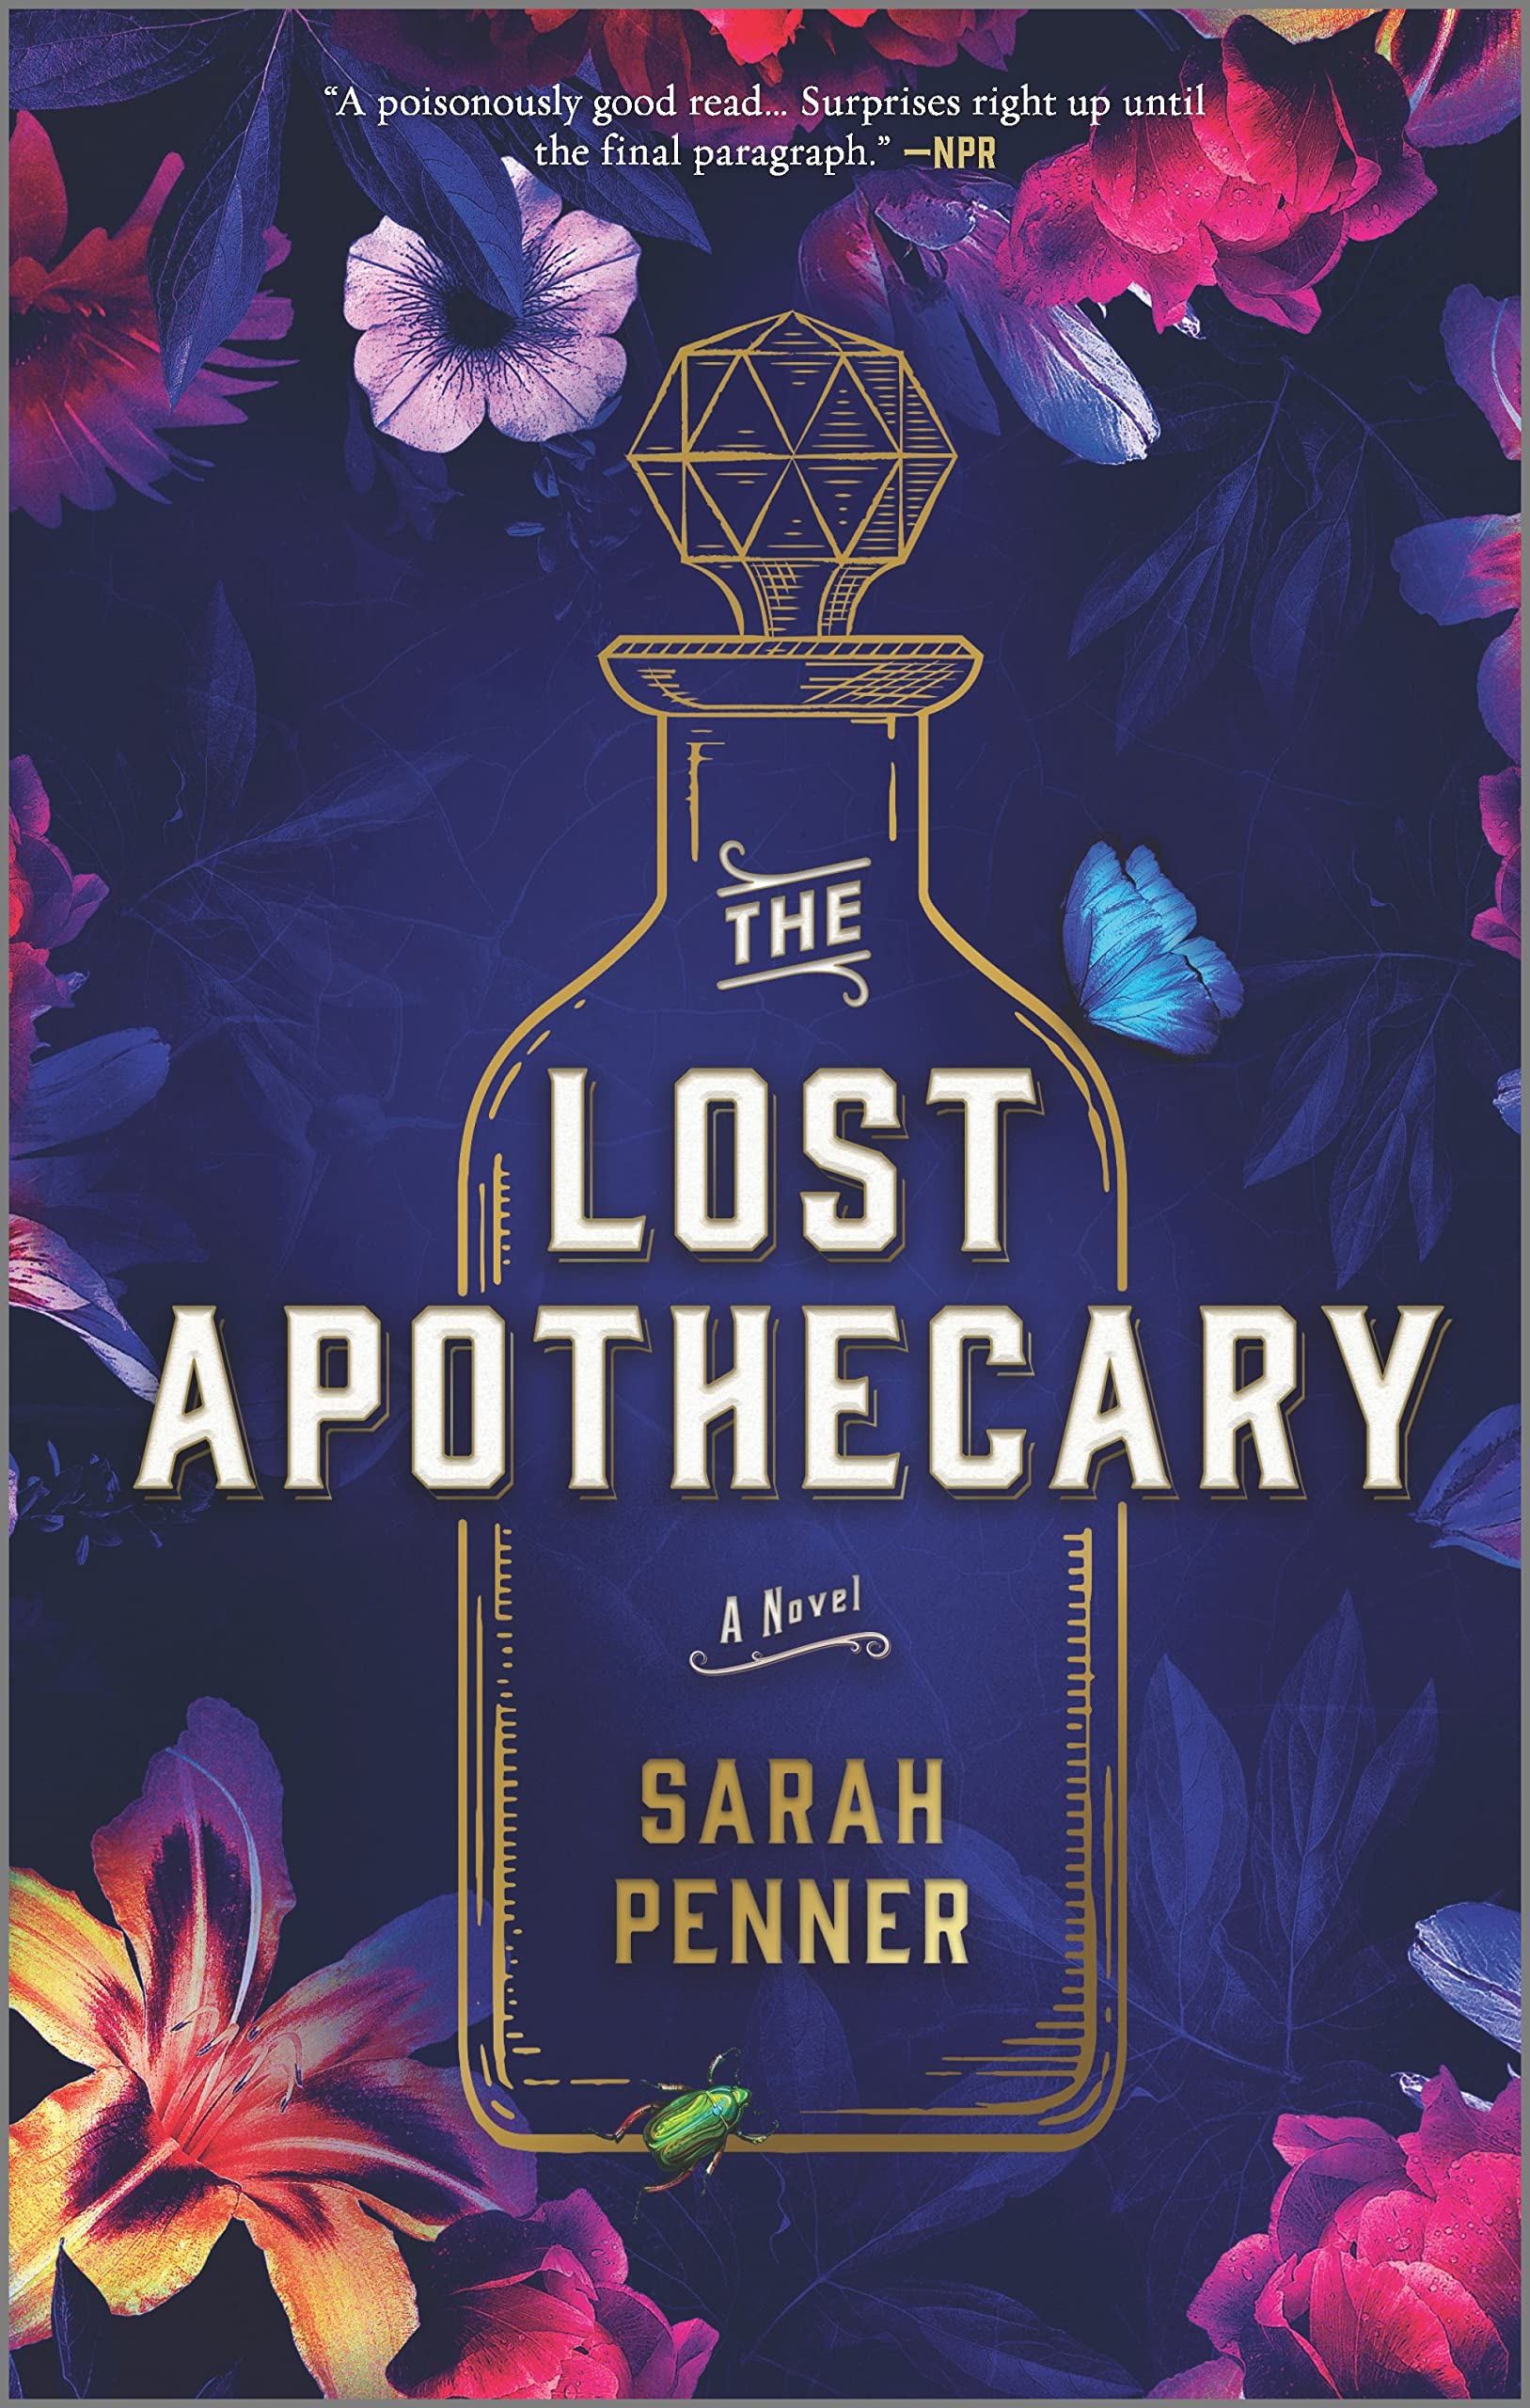 “A poisonously good read... Surprises right up until
the final paragraph.” —NPR
THE
LOST
APOTHECARY
A Novel
SARAH
PENNER